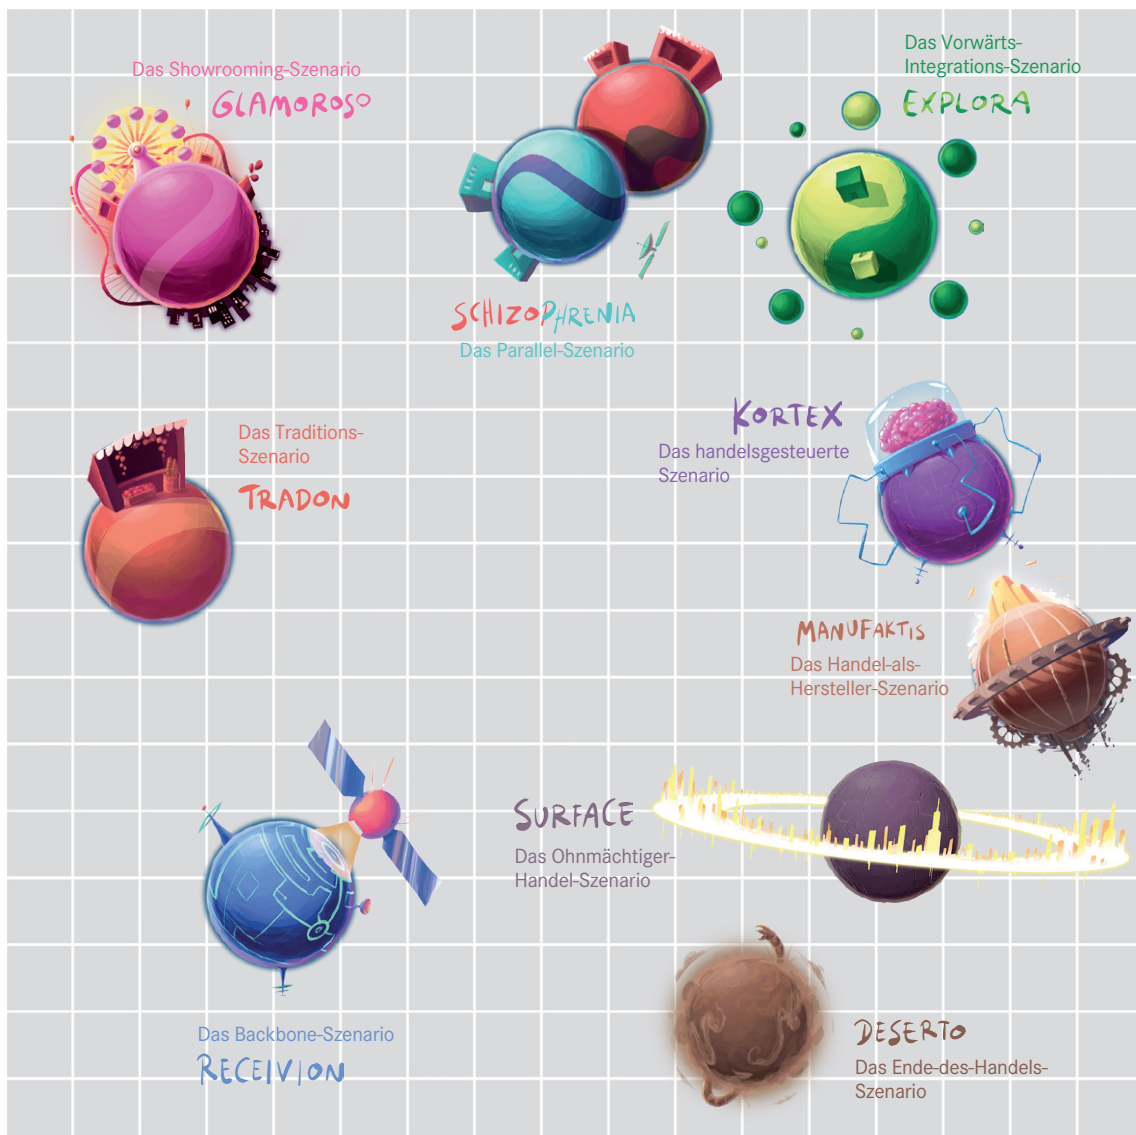 Das Showrooming-Szenario
GLAMOROSO
Das Vorwärts-
Integrations-Szenario
EXPLORA
SCHIZOPHRENIA
Das Parallel-Szenario
Das Traditions-
Szenario
TRADON
KORTEX
Das handelsgesteuerte
Szenario
MANUFAKTIS
Das Handel-als-
Hersteller-Szenario
SURFACE
Das Ohnmächtiger-
Handel-Szenario
Das Backbone-Szenario
RECEIVION
DESERTO
Das Ende-des-Handels-
Szenario